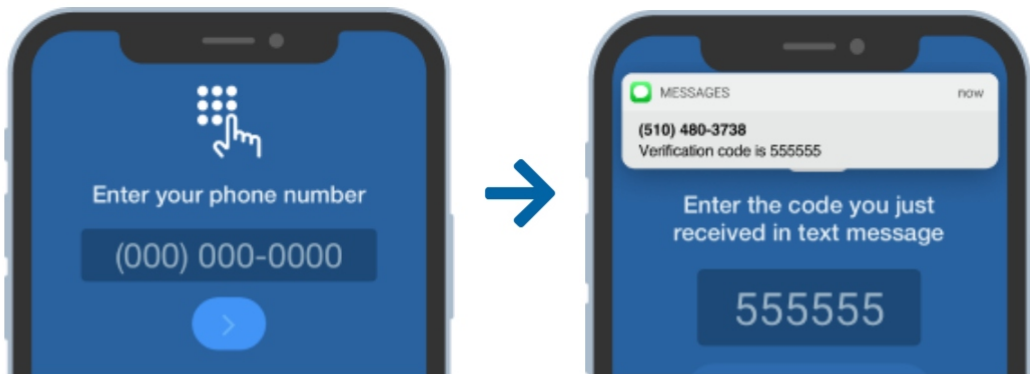 Enter your phone number
(000) 000-0000
MESSAGES
now
(510) 480-3738
Verification code is 555555
Enter the code you just
received in text message
555555